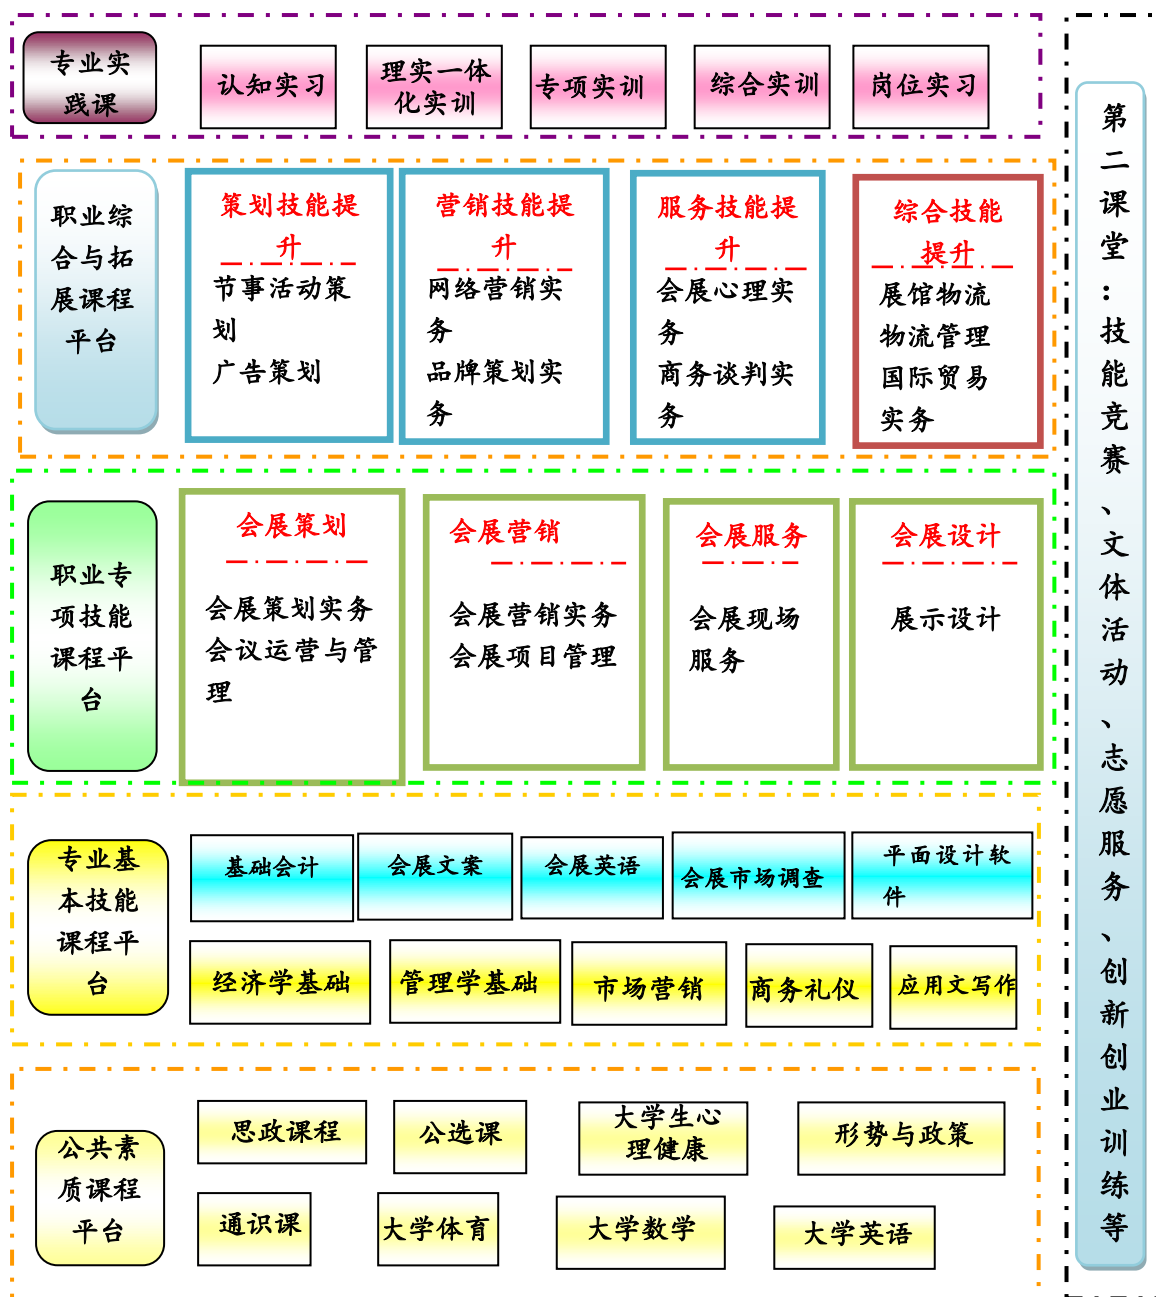 专业实
践课
认知实习
理实一体
化实训
专项实训
综合实训
岗位实习
职业综
合与拓
展课程
平台
策划技能提
升
节事活动策
划
广告策划
营销技能提
升
网络营销实
务
品牌策划实
务
服务技能提
升
会展心理实
务
商务谈判实
务
综合技能
提升
展馆物流
物流管理
国际贸易
实务
职业专
项技能
课程平
台
会展策划
会展策划实务
会议运营与管
理
会展营销
会展营销实务
会展项目管理
会展服务
会展现场
服务
会展设计
展示设计
专业基
本技能
课程平
台
基础会计
会展文案
会展英语
会展市场调查
平面设计软
件
经济学基础
管理学基础
市场营销
商务礼仪
应用文写作
公共素
质课程
平台
思政课程
公选课
大学生心
理健康
形势与政策
通识课
大学体育
大学数学
大学英语
第二课堂：技能竞赛、文体活动、志愿服务、创新创业训练等